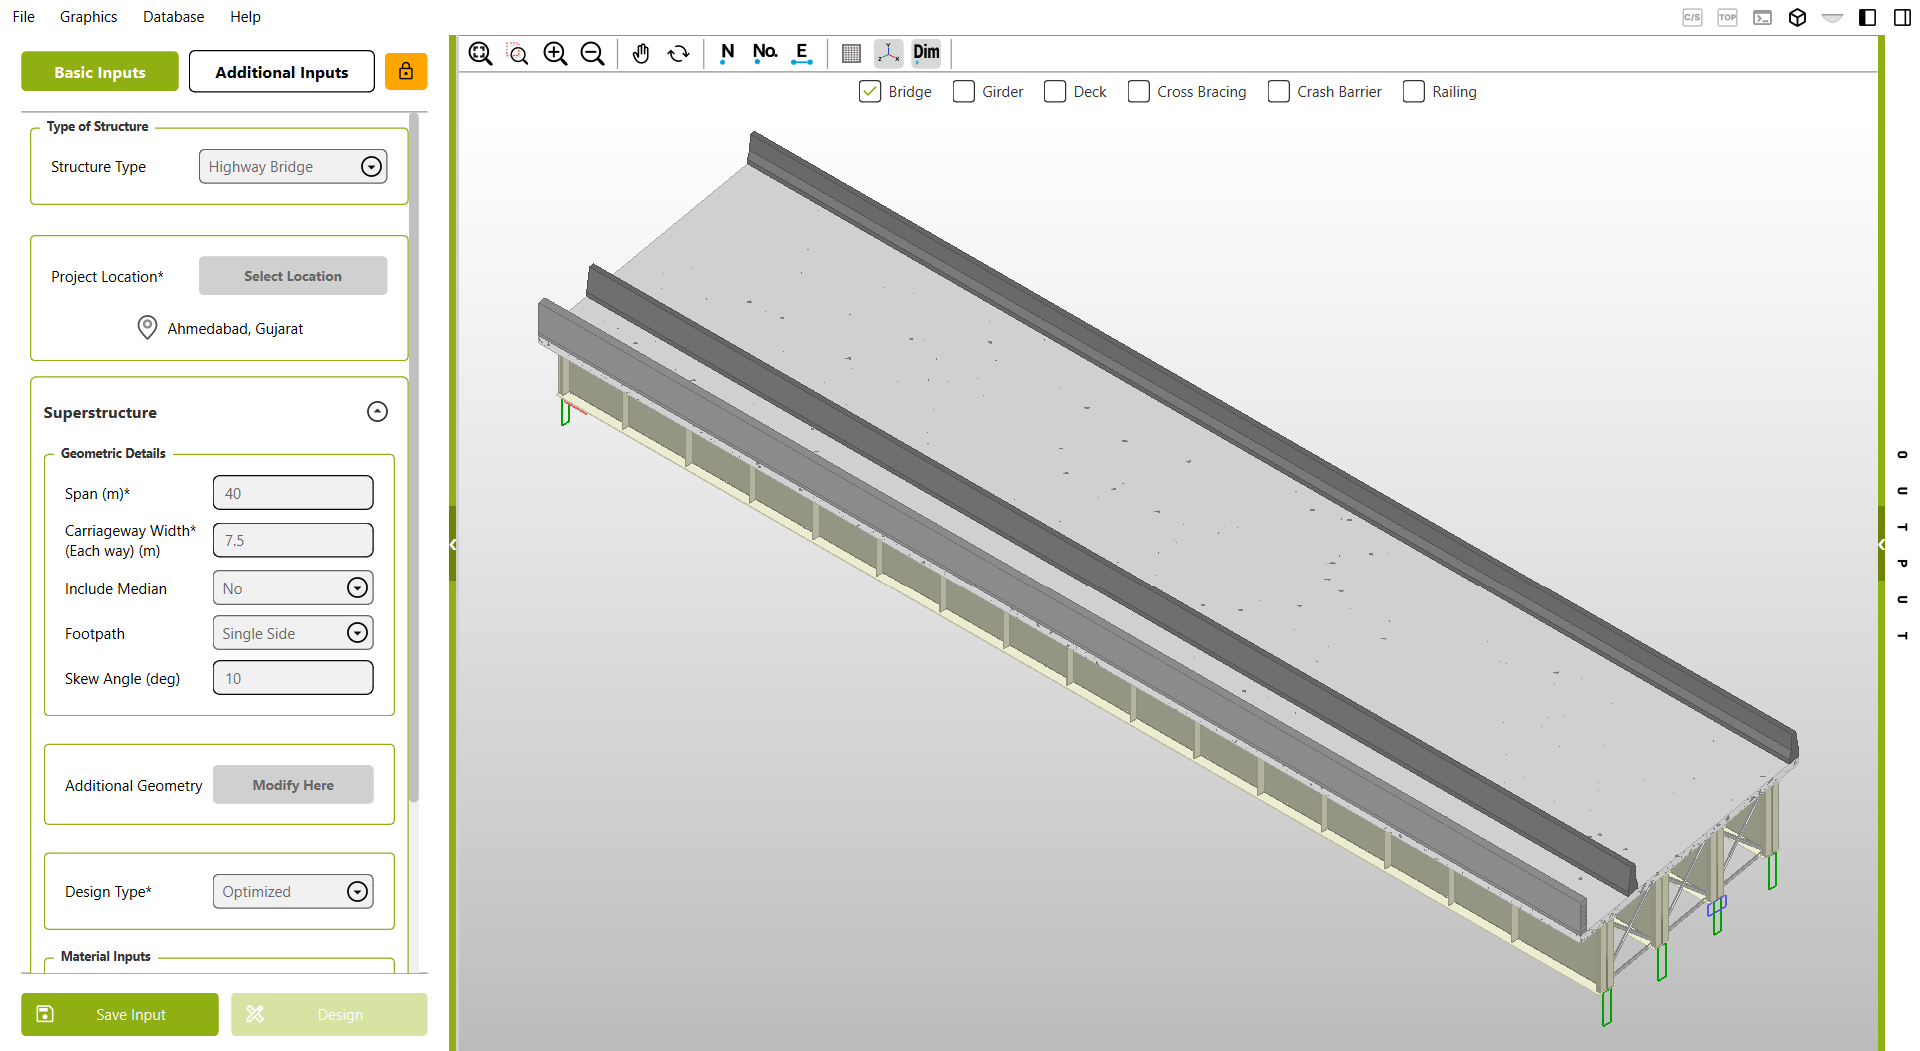 File Graphics Database Help
C/S TOP
Basic Inputs Additional Inputs
N No. E Dim
Y Z X
Bridge Girder Deck Cross Bracing Crash Barrier Railing
Type of Structure
Structure Type Highway Bridge
Project Location* Select Location
Ahmedabad, Gujarat
Superstructure
Geometric Details
Span (m)* 40
Carriageway Width*
(Each way) (m) 7.5
Include Median No
Footpath Single Side
Skew Angle (deg) 10
Additional Geometry Modify Here
Design Type* Optimized
Material Inputs
Save Input Design
OUTPUT